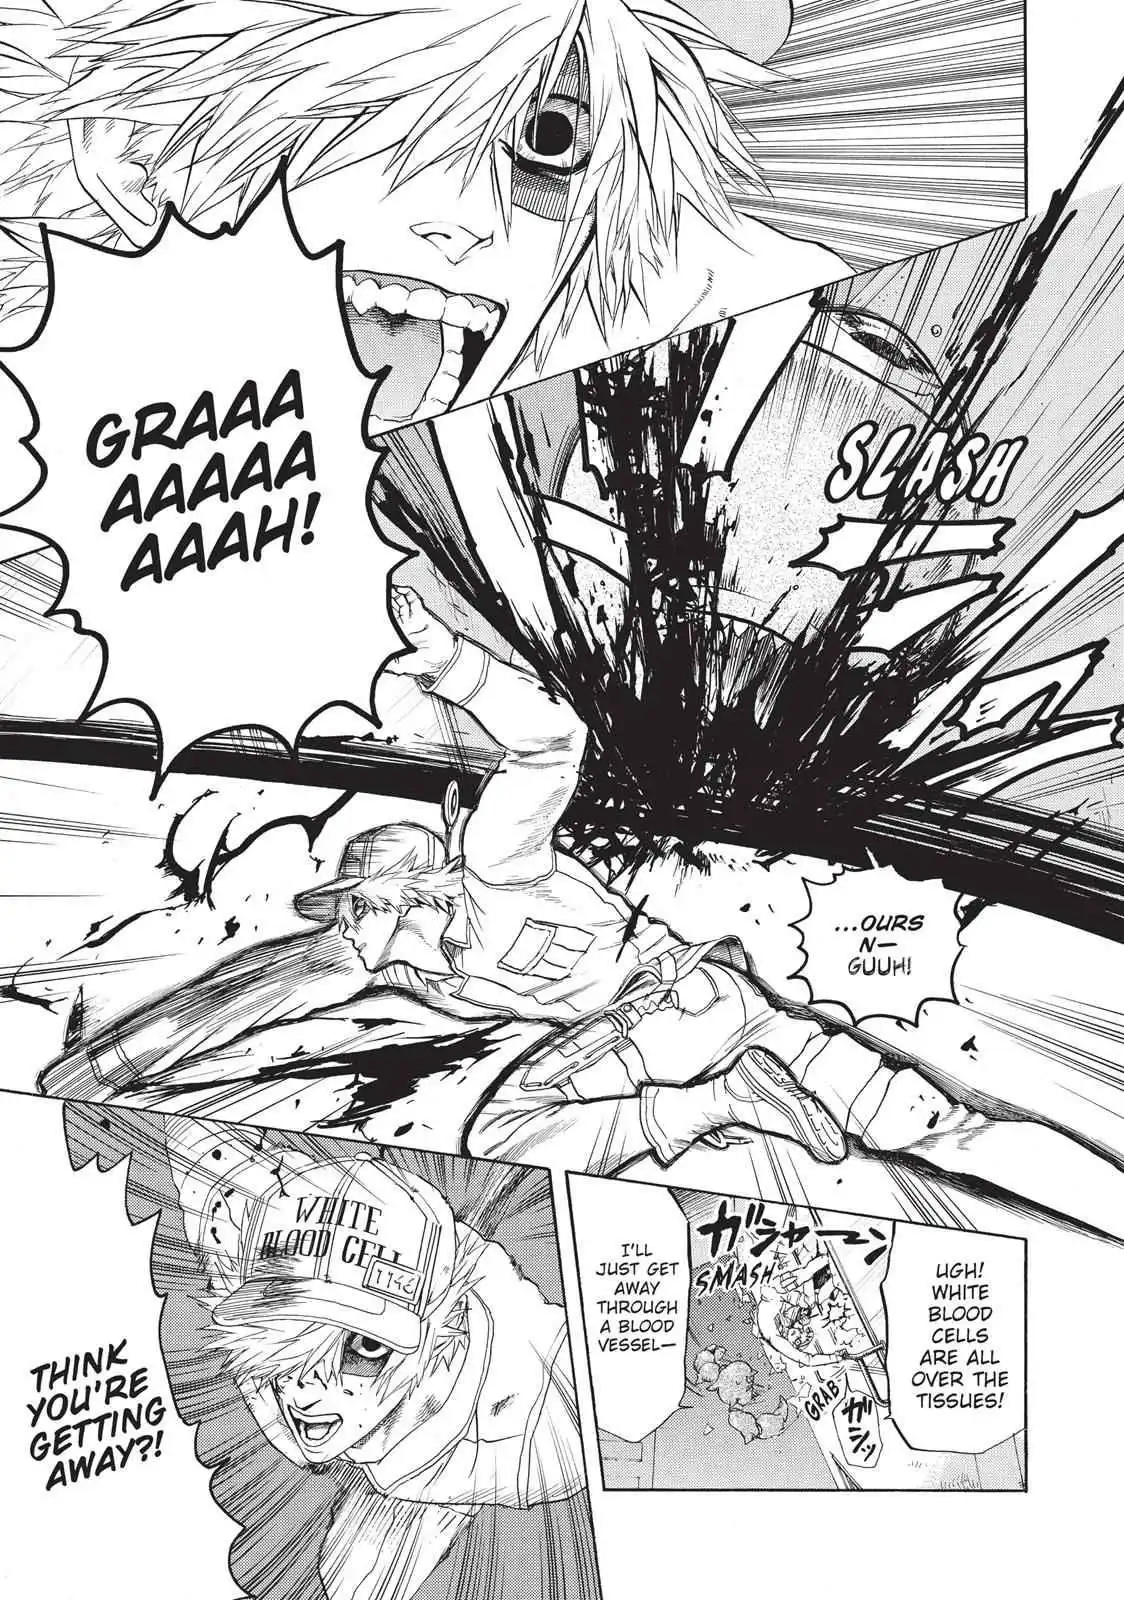 GRAAA
AAAAA
AAAH!
SLASH
...OURS
N—
GUUH!
UGH!
WHITE
BLOOD
CELLS
ARE ALL
OVER THE
TISSUES!
ガシャーン
SMASH
GRAB
ガシッ
I'LL
JUST GET
AWAY
THROUGH
A BLOOD
VESSEL—
WHITE
BLOOD CELL
THINK
YOU'RE
GETTING
AWAY?!